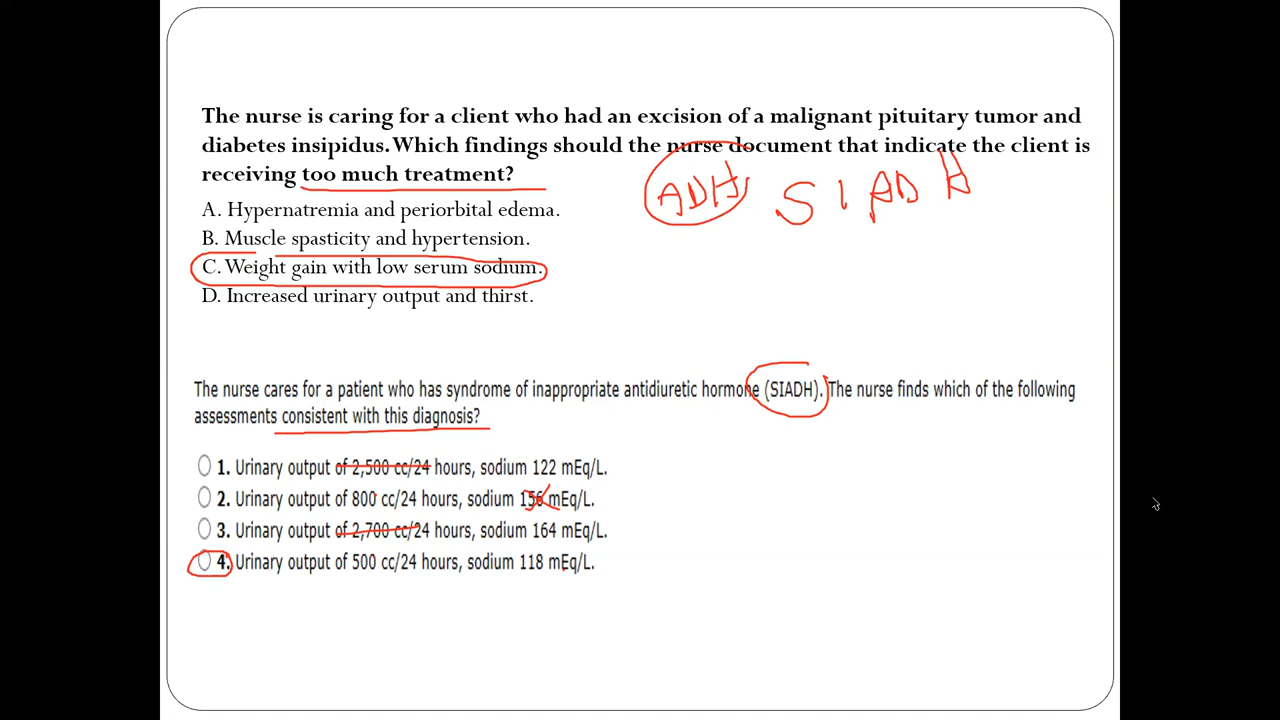 The nurse is caring for a client who had an excision of a malignant pituitary tumor and
diabetes insipidus. Which findings should the nurse document that indicate the client is
receiving too much treatment?
ADH SIADH
A. Hypernatremia and periorbital edema.
B. Muscle spasticity and hypertension.
C. Weight gain with low serum sodium.
D. Increased urinary output and thirst.
The nurse cares for a patient who has syndrome of inappropriate antidiuretic hormone (SIADH). The nurse finds which of the following
assessments consistent with this diagnosis?
1. Urinary output of 2,500 cc/24 hours, sodium 122 mEq/L.
2. Urinary output of 800 cc/24 hours, sodium 156 mEq/L.
3. Urinary output of 2,700 cc/24 hours, sodium 164 mEq/L.
4. Urinary output of 500 cc/24 hours, sodium 118 mEq/L.